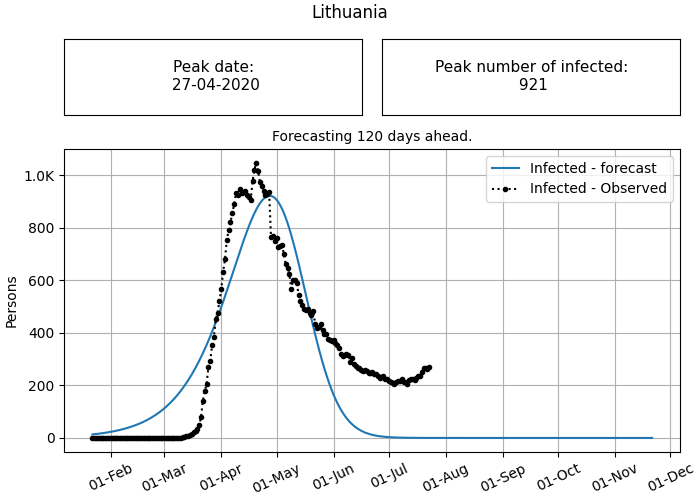 Lithuania
Peak date:
27-04-2020
Peak number of infected:
921
Forecasting 120 days ahead.
Infected - forecast
Infected - Observed
Persons
1.0K
800
600
400
200
0
01-Feb
01-Mar
01-Apr
01-May
01-Jun
01-Jul
01-Aug
01-Sep
01-Oct
01-Nov
01-Dec